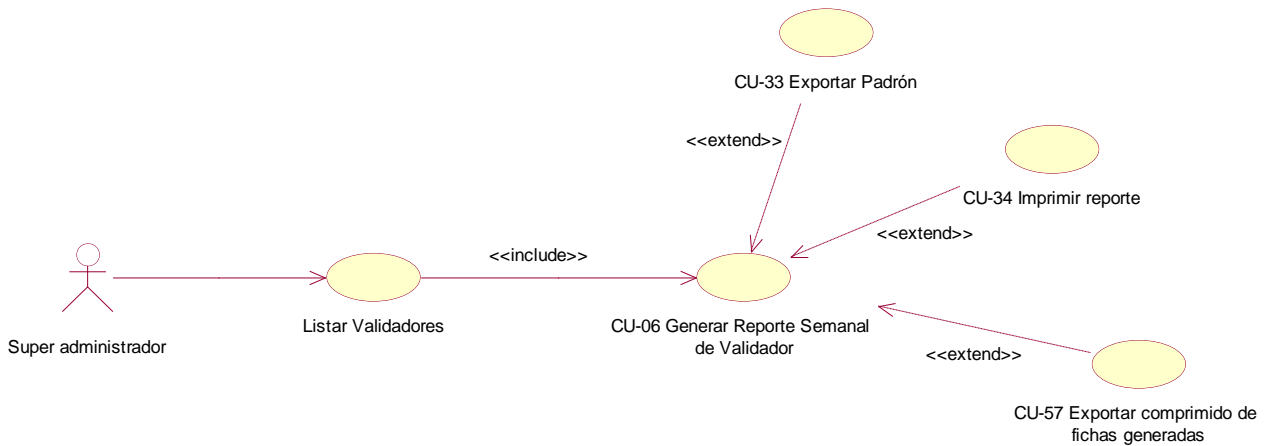 CU-33 Exportar Padrón
<<extend>>
CU-34 Imprimir reporte
<<extend>>
<<include>>
Super administrador
Listar Validadores
CU-06 Generar Reporte Semanal
de Validador
<<extend>>
CU-57 Exportar comprimido de
fichas generadas